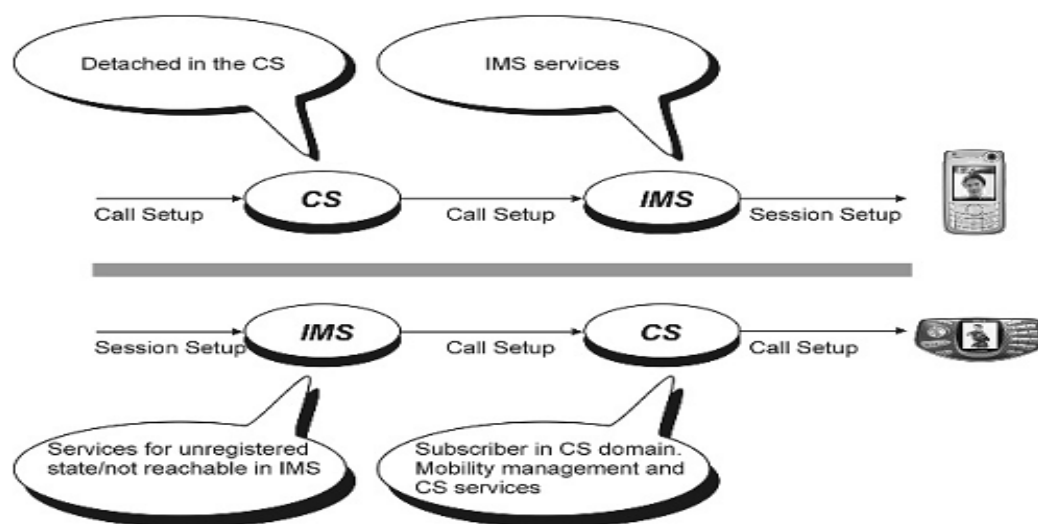 Detached in the CS
IMS services
CS
IMS
Call Setup
Call Setup
Session Setup
IMS
CS
Session Setup
Call Setup
Call Setup
Services for unregistered
state/not reachable in IMS
Subscriber in CS domain.
Mobility management and
CS services